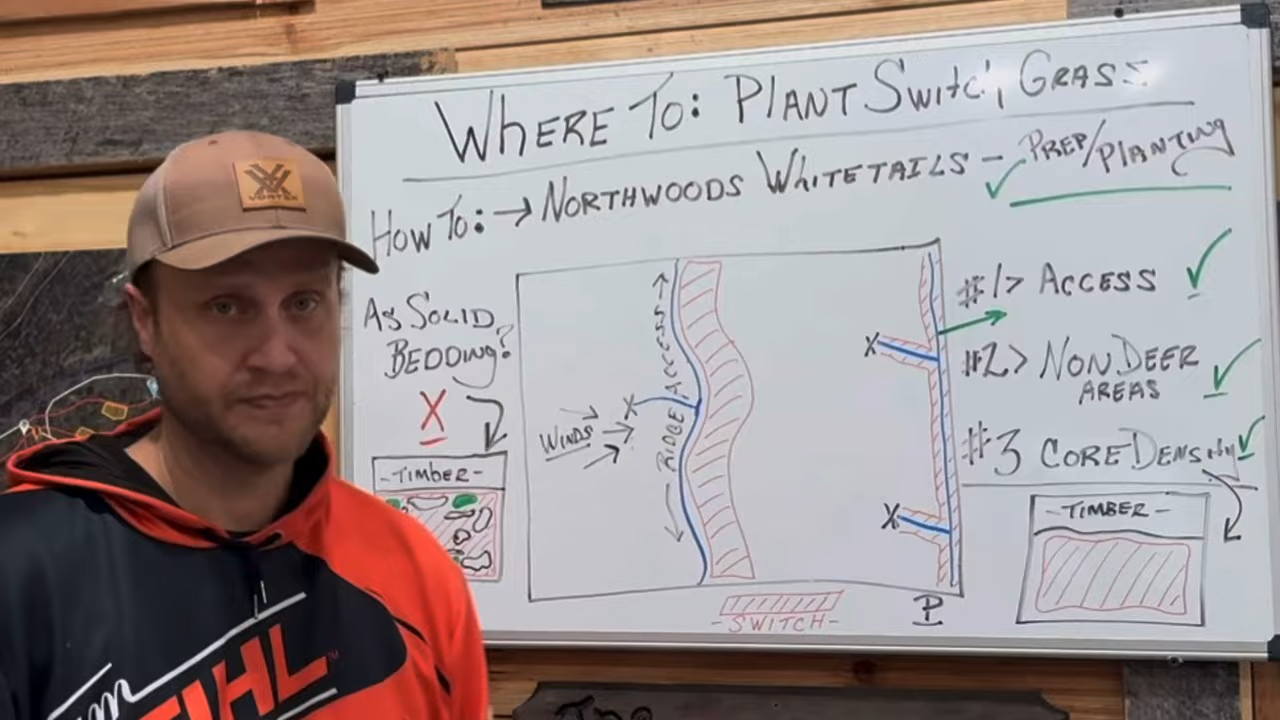 WHERE TO: PLANT SWITCH GRASS
HOW TO: → NORTHWOODS WHITETAILS - PREP/PLANTING
AS SOLID
BEDDING?
X
-TIMBER-
WINDS
X
← RIDGE ACCESS →
X
X
#1> ACCESS
#2> NON DEER
AREAS
#3 CORE DENSITY
-TIMBER-
P
-SWITCH-
VORTEX
STIHL